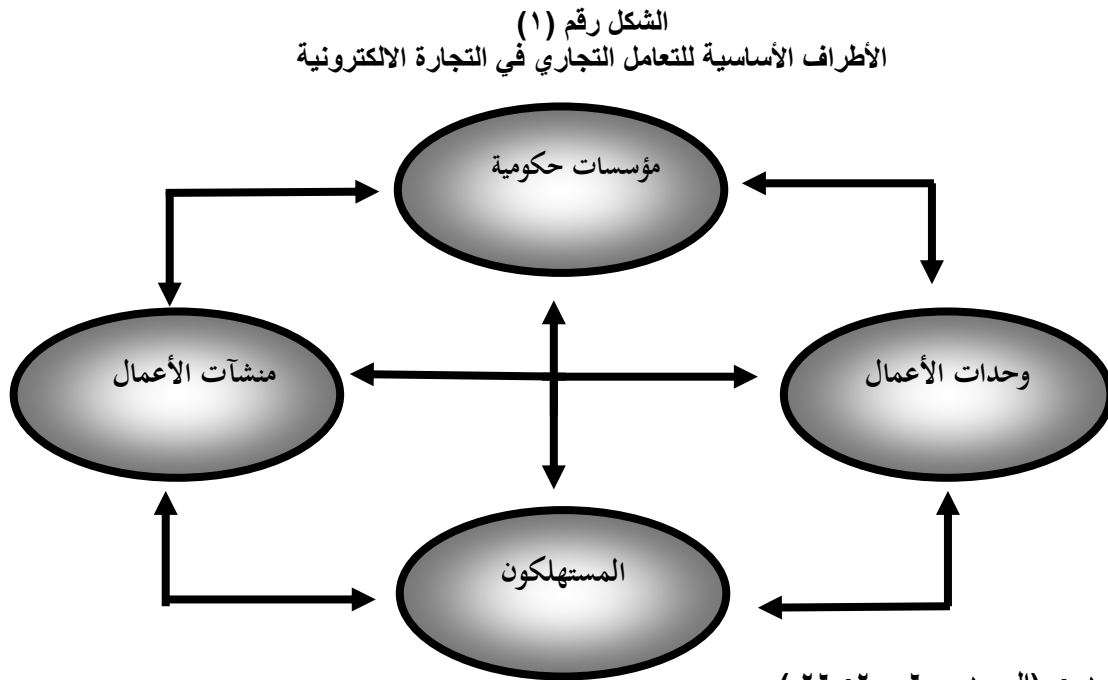 الشكل رقم (١)
الأطراف الأساسية للتعامل التجاري في التجارة الالكترونية
مؤسسات حكومية
منشآت الأعمال
وحدات الأعمال
المستهلكون